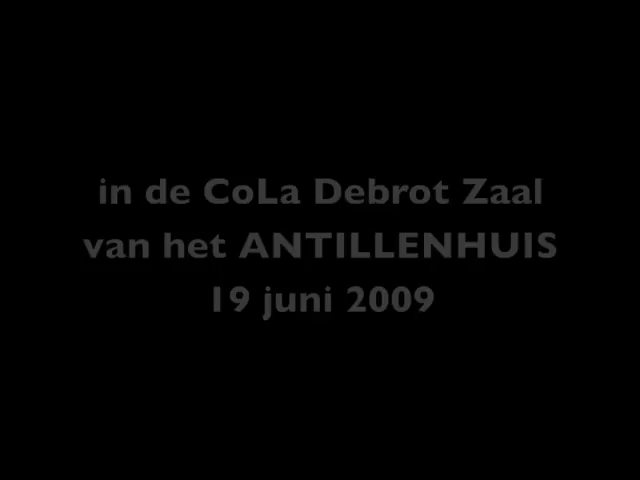 in de CoLa Debrot Zaal
van het ANTILLENHUIS
19 juni 2009